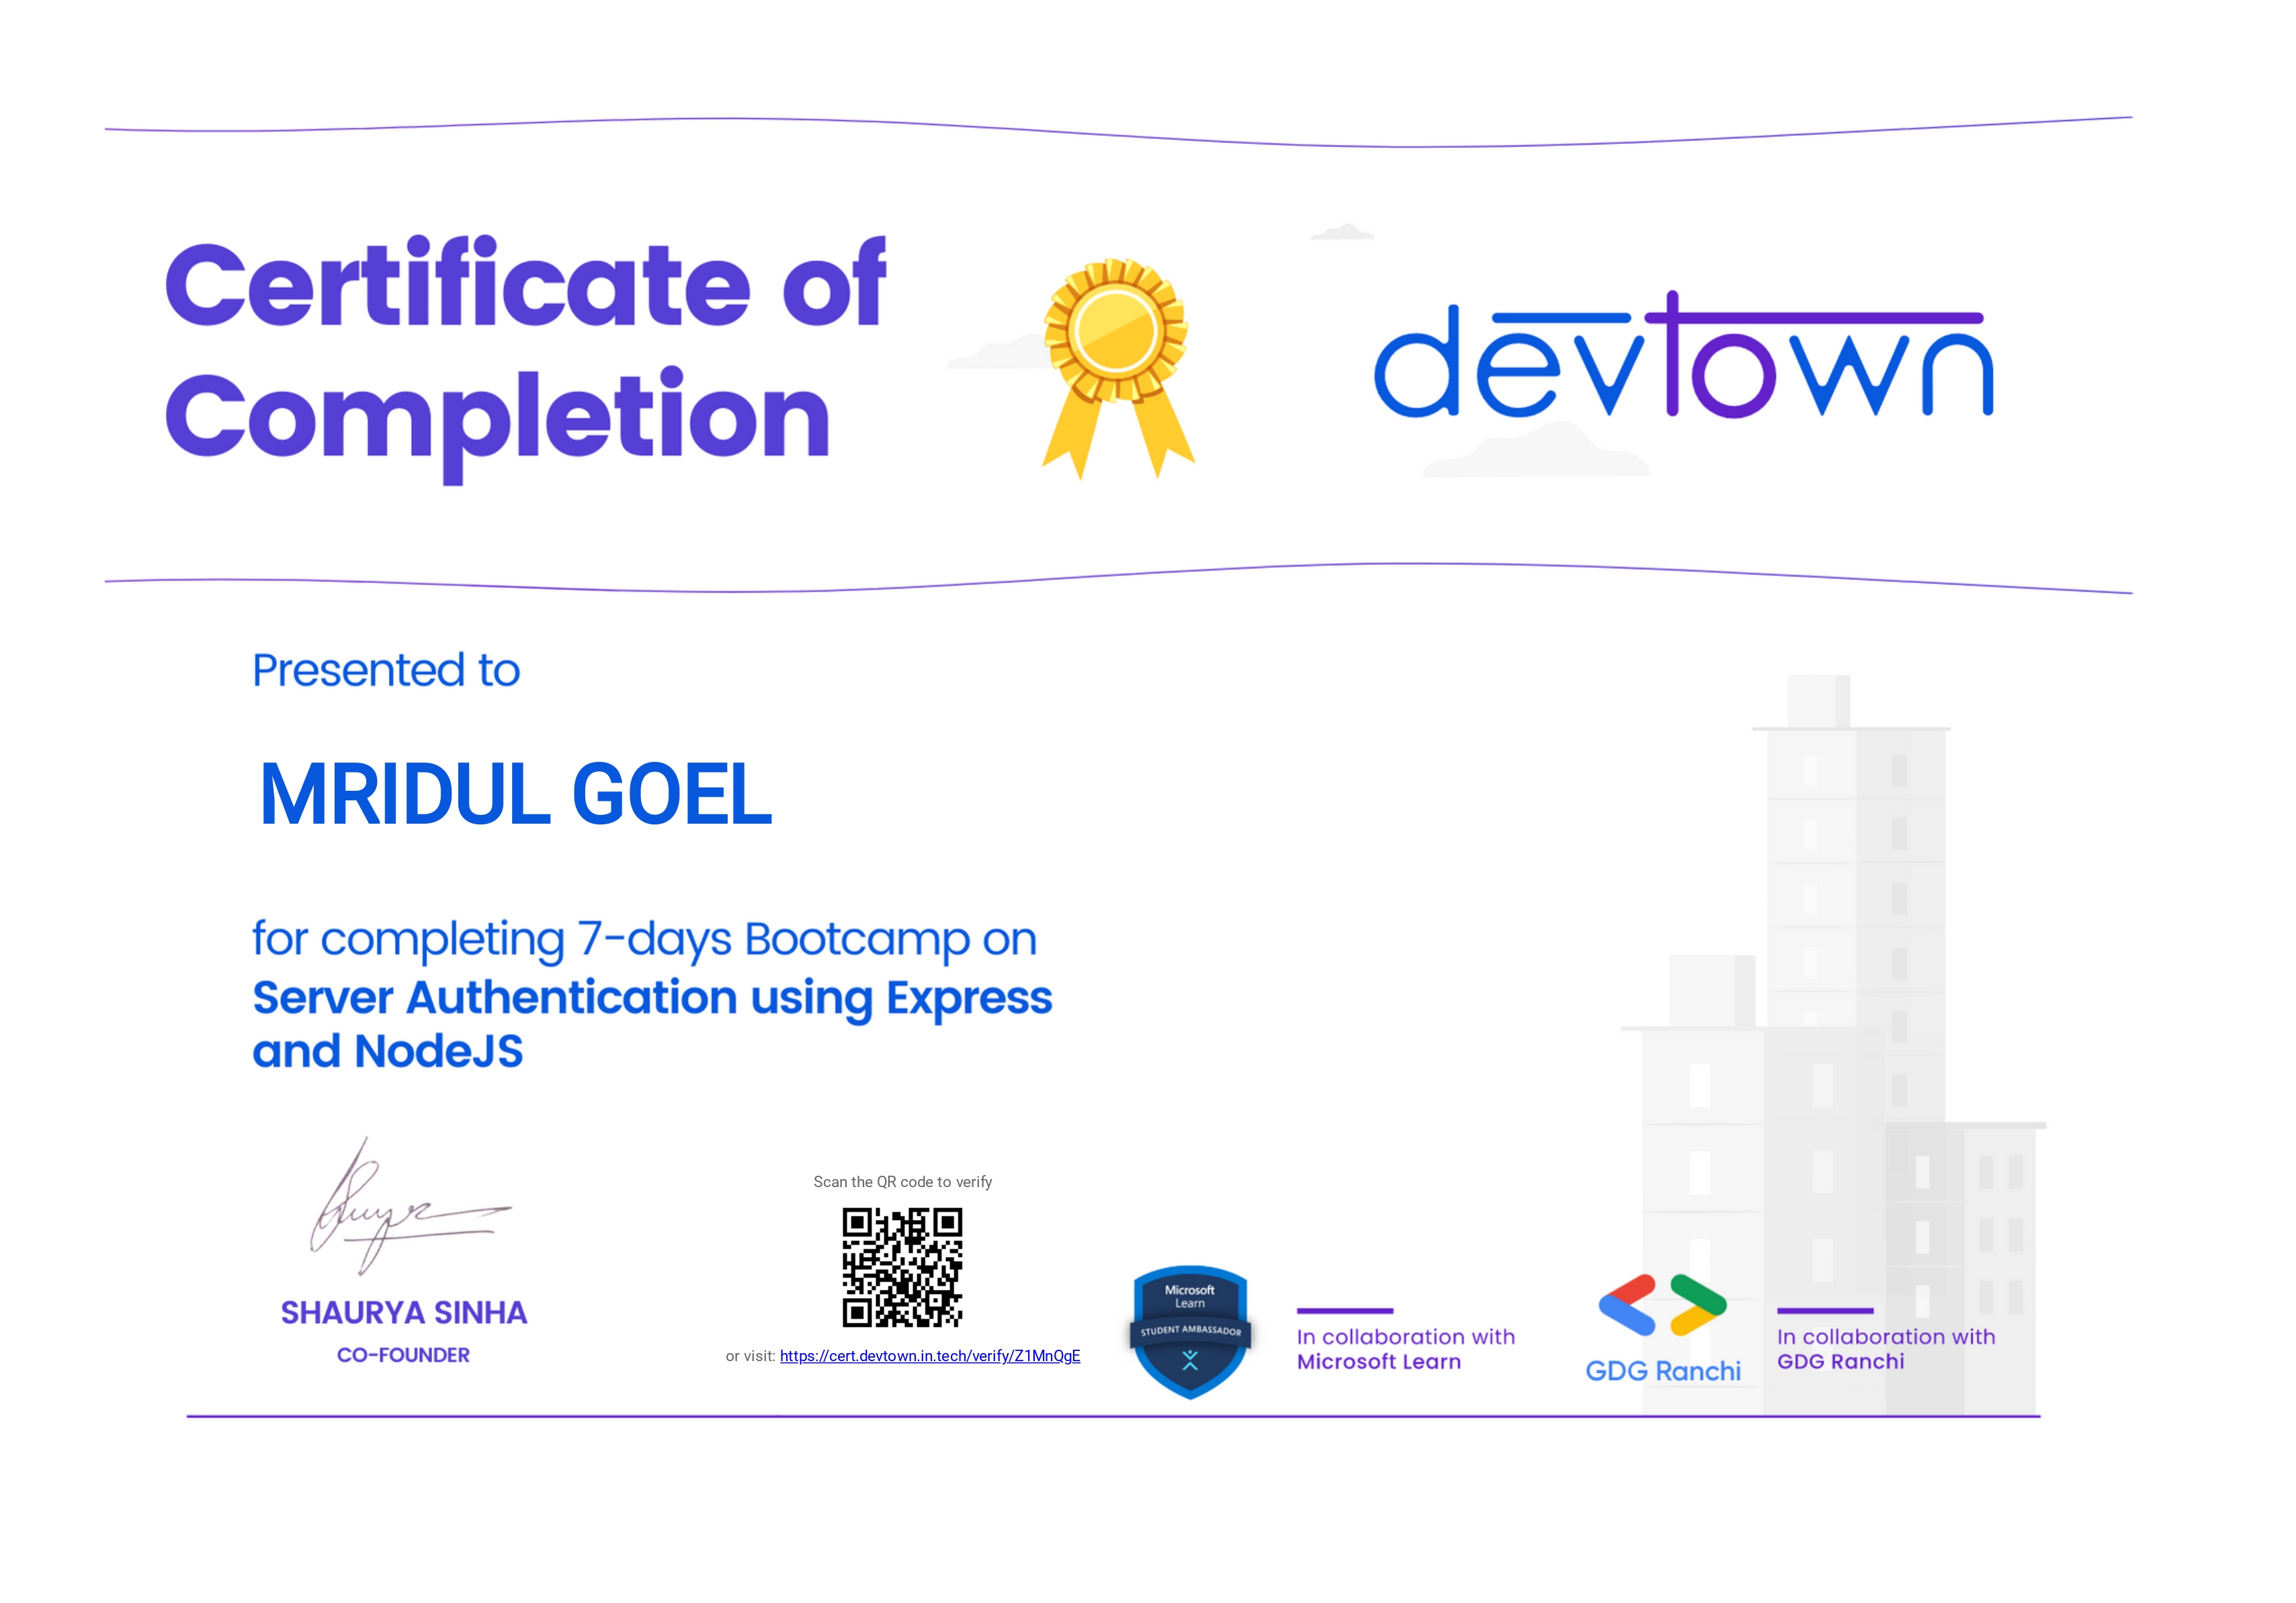 Certificate of
Completion
devtown
Presented to
MRIDUL GOEL
for completing 7-days Bootcamp on
Server Authentication using Express
and NodeJS
SHAURYA SINHA
CO-FOUNDER
Scan the QR code to verify
or visit: https://cert.devtown.in.tech/verify/Z1MnQgE
Microsoft
Learn
STUDENT AMBASSADOR
In collaboration with
Microsoft Learn
GDG Ranchi
In collaboration with
GDG Ranchi